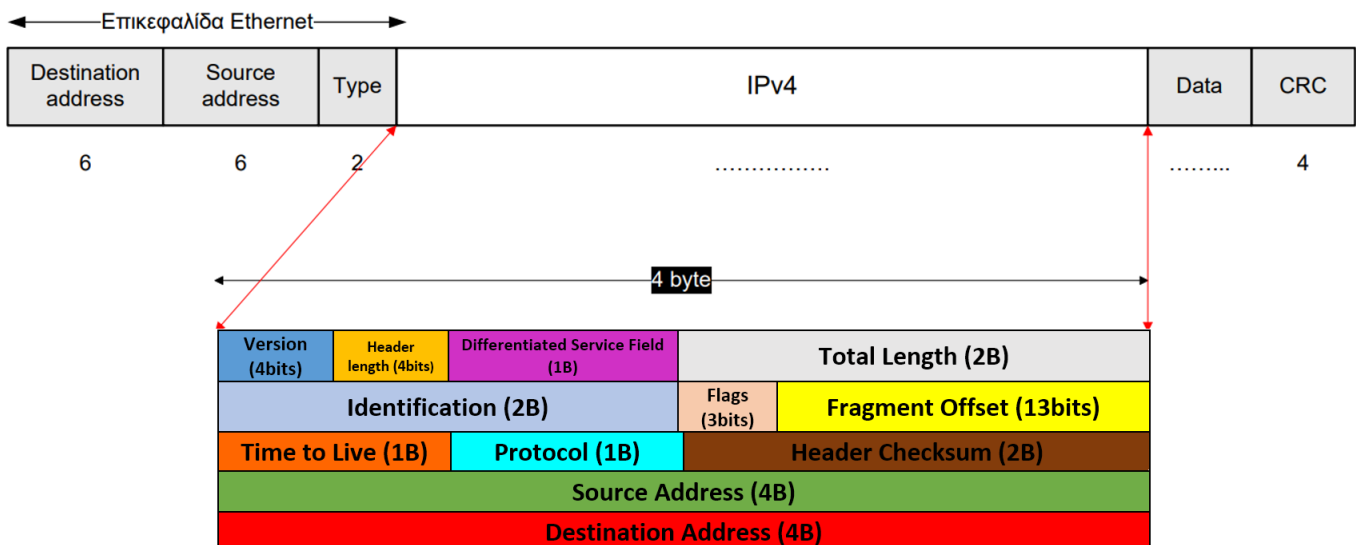 Επικεφαλίδα Ethernet
Destination
address
Source
address
Type
IPv4
Data
CRC
6
6
2
...............
.........
4
4 byte
Version
(4bits)
Header
length (4bits)
Differentiated Service Field
(1B)
Total Length (2B)
Identification (2B)
Flags
(3bits)
Fragment Offset (13bits)
Time to Live (1B)
Protocol (1B)
Header Checksum (2B)
Source Address (4B)
Destination Address (4B)